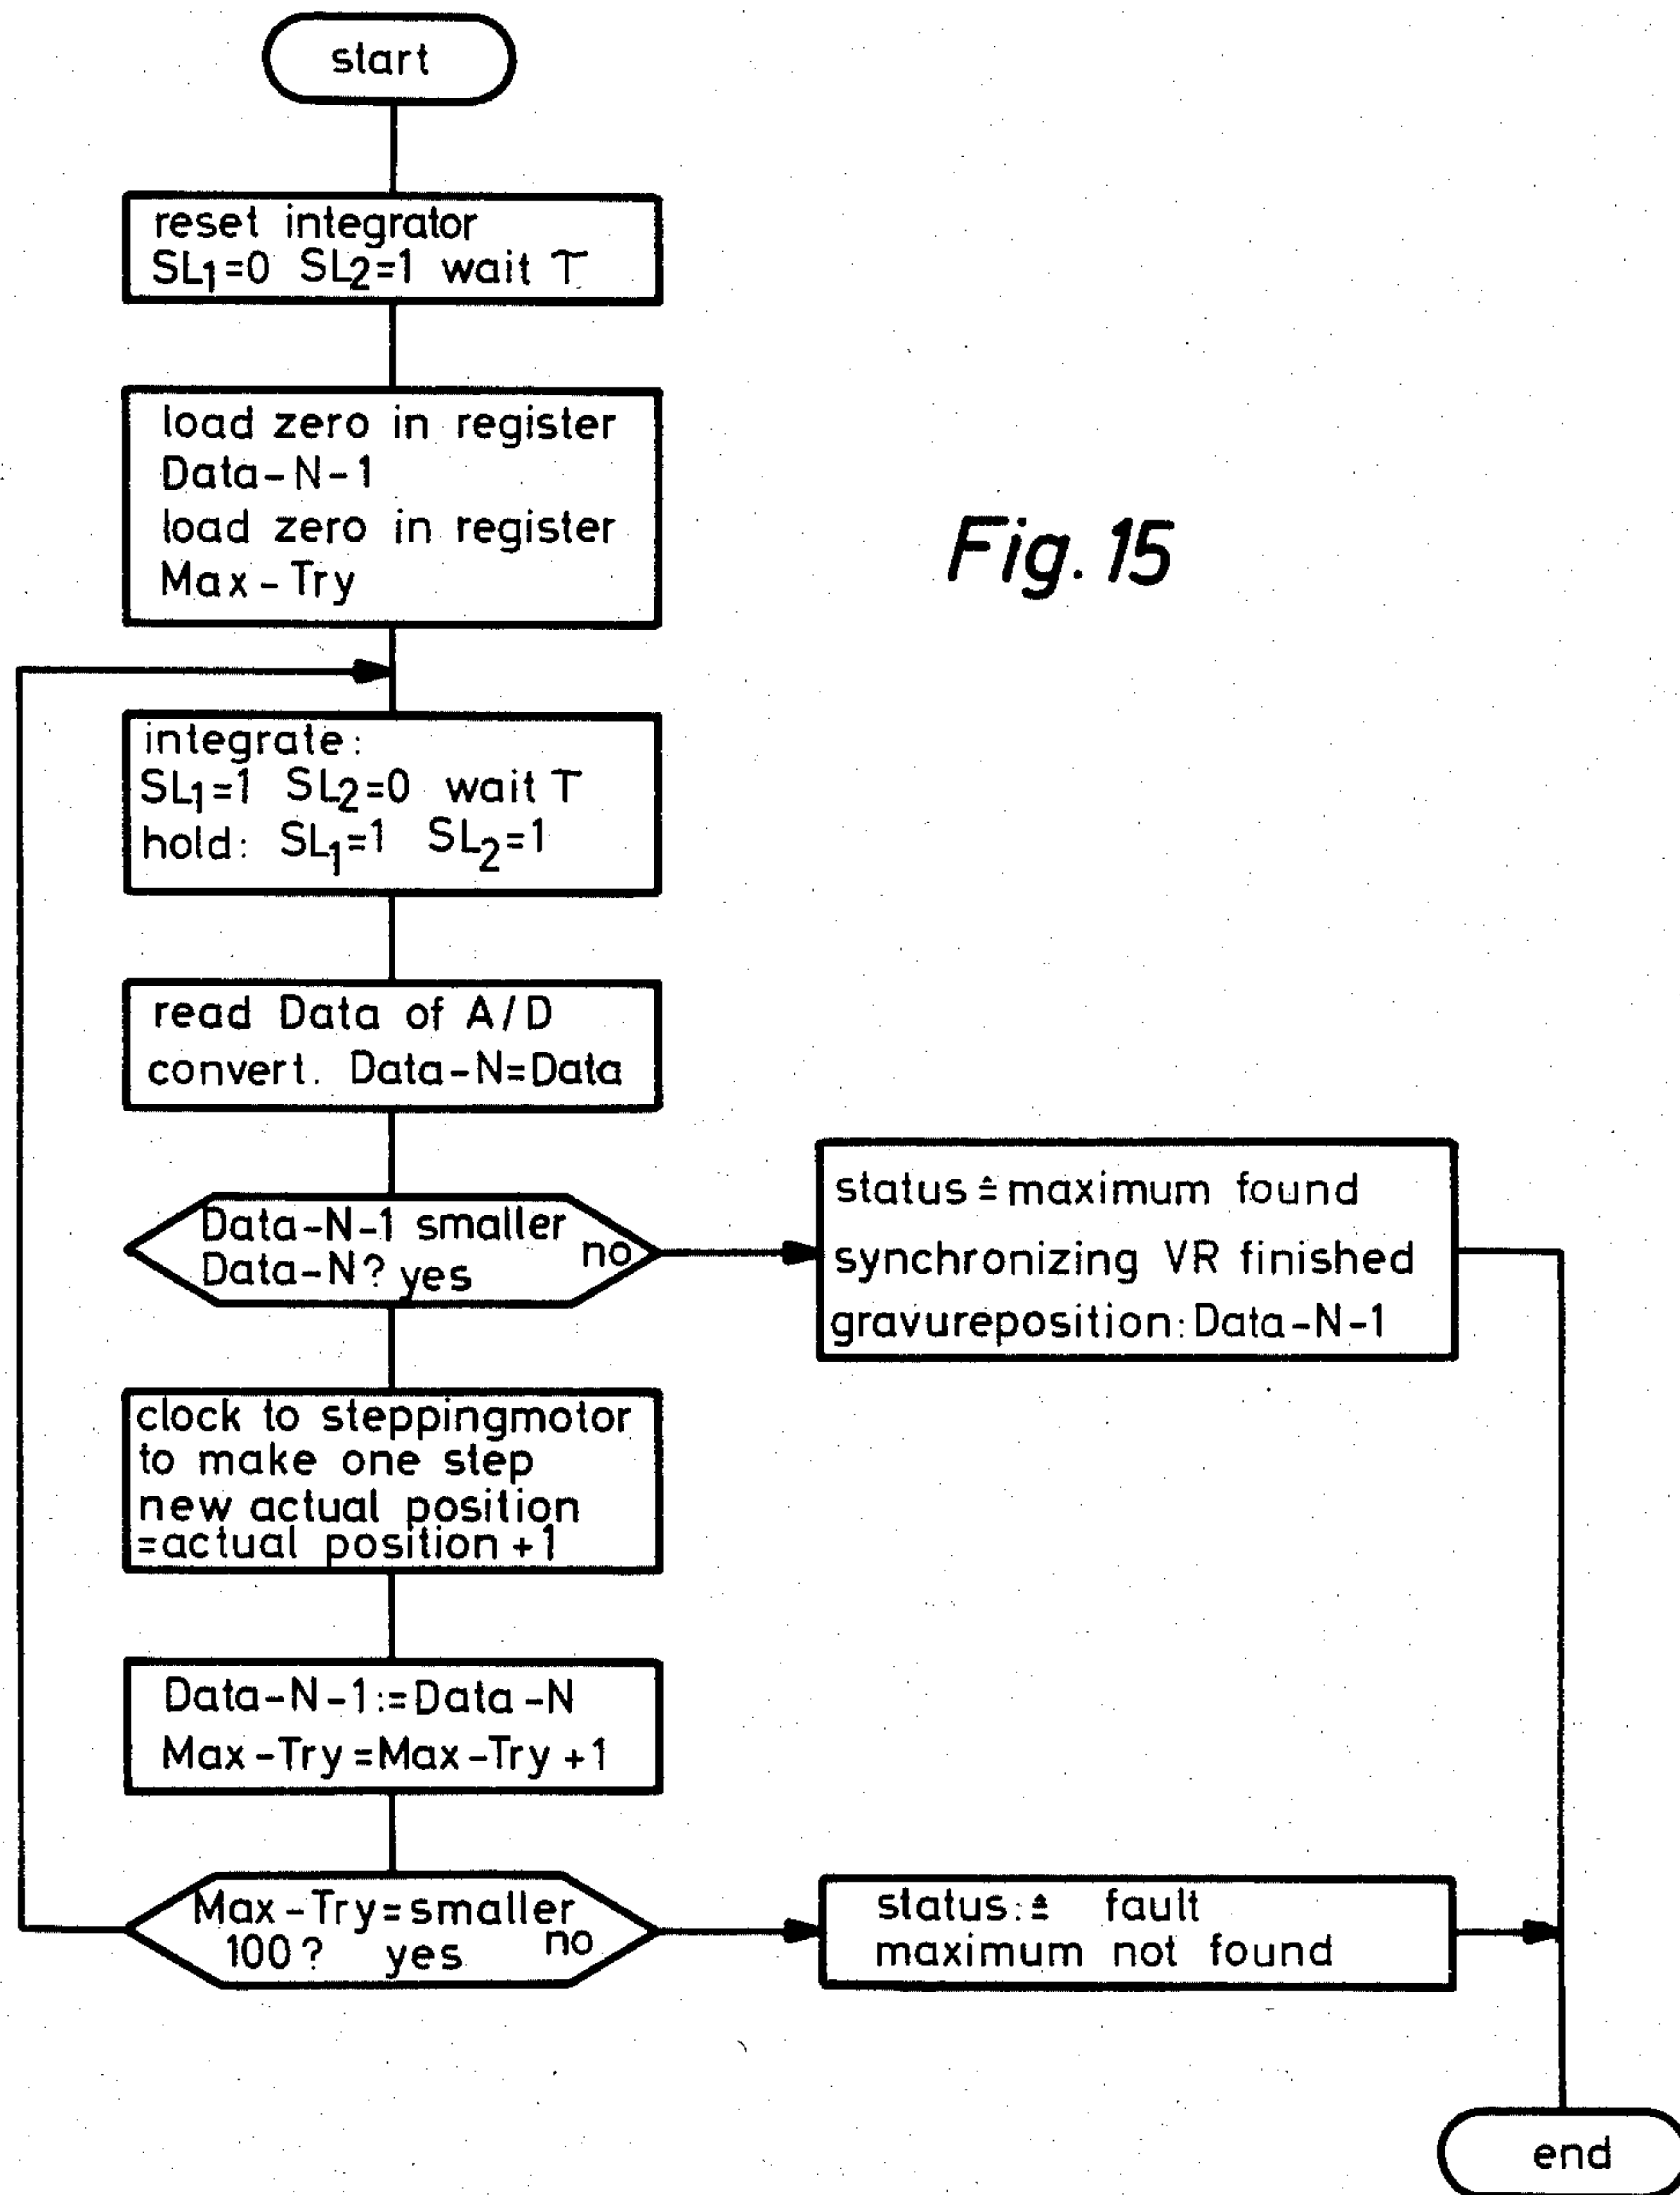 start
reset integrator
SL1=0 SL2=1 wait T
load zero in register
Data-N-1
load zero in register
Max-Try
Fig. 15
integrate:
SL1=1 SL2=0 wait T
hold: SL1=1 SL2=1
read Data of A/D
convert. Data-N=Data
Data-N-1 smaller
Data-N? yes
no
status ≙ maximum found
synchronizing VR finished
gravureposition: Data-N-1
clock to steppingmotor
to make one step
new actual position
=actual position +1
Data-N-1:=Data-N
Max-Try=Max-Try+1
Max-Try=smaller
100? yes
no
status:≙ fault
maximum not found
end